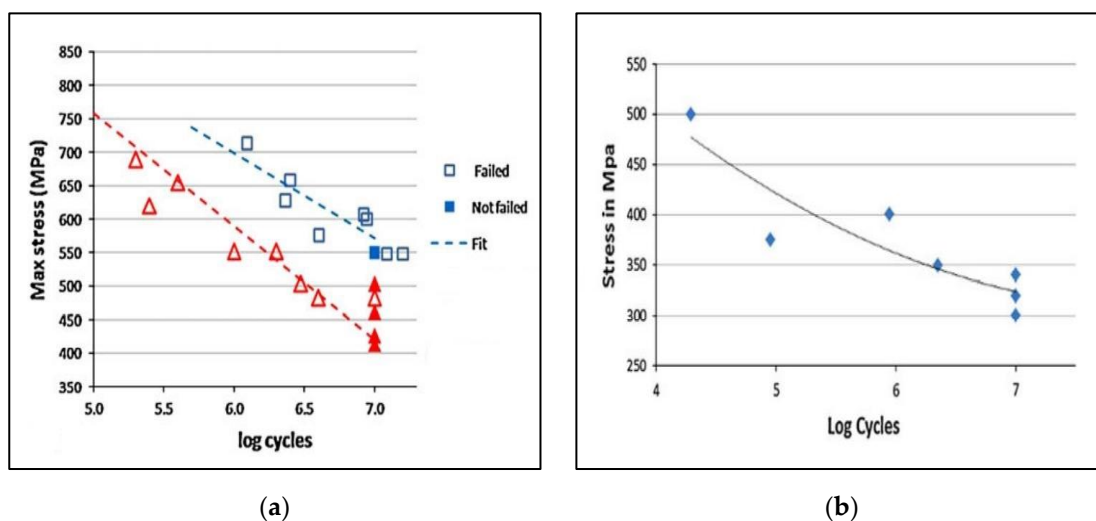 850
800
750
700
650
600
550
500
450
400
350
Max stress (MPa)
5.0 5.5 6.0 6.5 7.0
log cycles
Failed
Not failed
Fit
550
500
450
400
350
300
250
Stress in Mpa
4 5 6 7
Log Cycles
(a) (b)